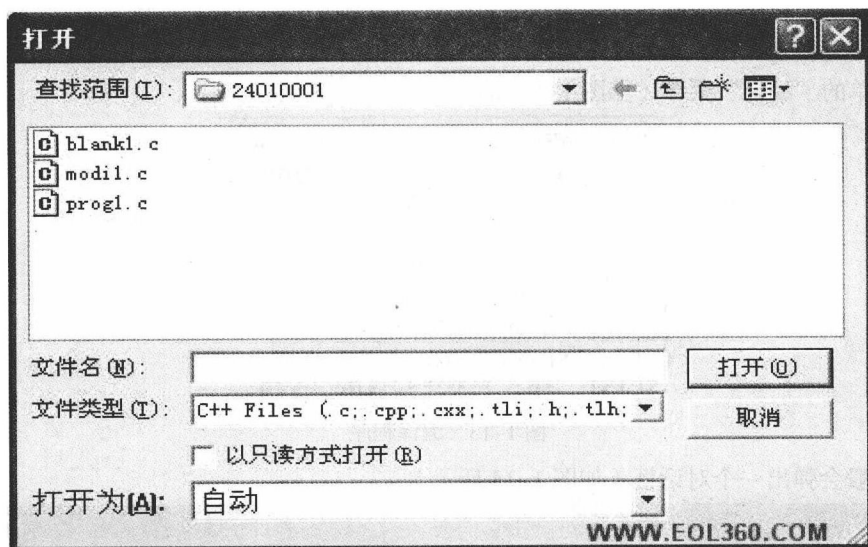 打开
查找范围(I): 24010001
blank1.c
modi1.c
prog1.c
文件名(N): 打开(O)
文件类型(T): C++ Files (.c;.cpp;.cxx;.tli;.h;.tlh; 取消
以只读方式打开(R)
打开为(A): 自动
WWW.EOL360.COM